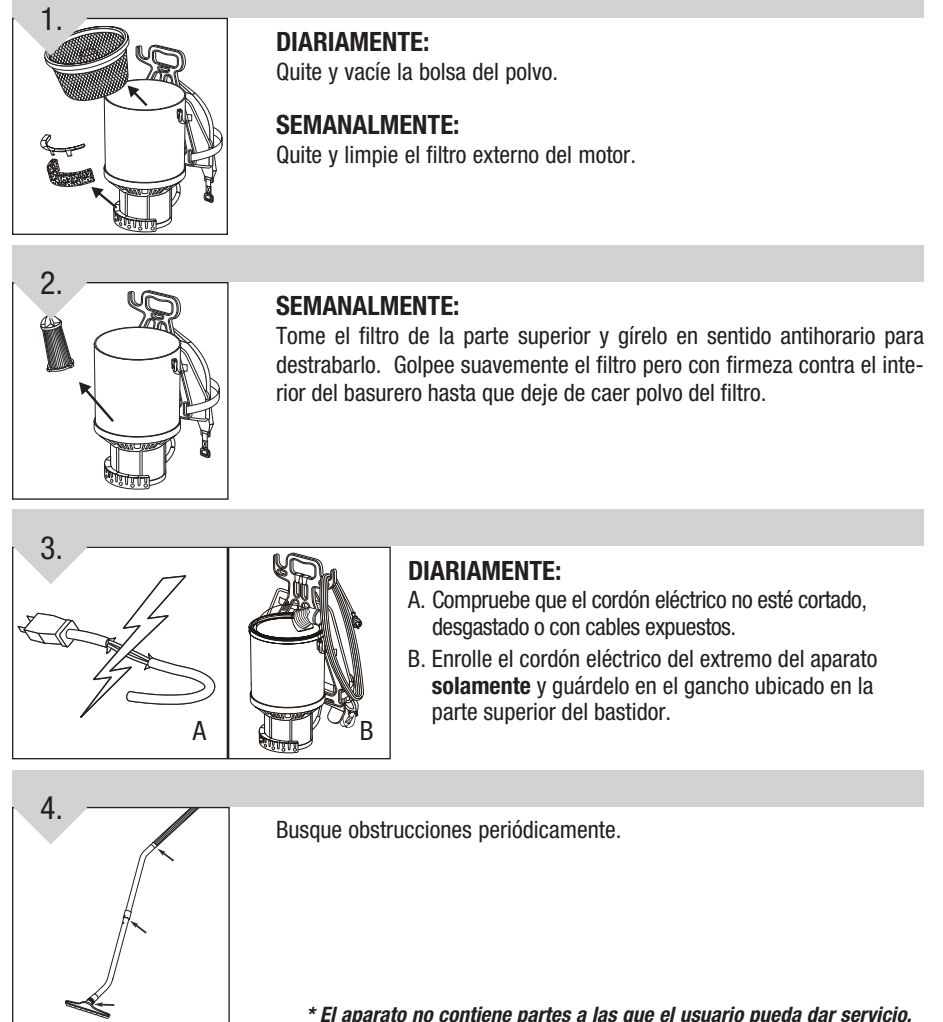 1.
DIARIAMENTE:
Quite y vacíe la bolsa del polvo.
SEMANALMENTE:
Quite y limpie el filtro externo del motor.
2.
SEMANALMENTE:
Tome el filtro de la parte superior y gírelo en sentido antihorario para
destrabarlo. Golpee suavemente el filtro pero con firmeza contra el inte-
rior del basurero hasta que deje de caer polvo del filtro.
3.
A
B
DIARIAMENTE:
A. Compruebe que el cordón eléctrico no esté cortado,
desgastado o con cables expuestos.
B. Enrolle el cordón eléctrico del extremo del aparato
solamente y guárdelo en el gancho ubicado en la
parte superior del bastidor.
4.
Busque obstrucciones periódicamente.
* El aparato no contiene partes a las que el usuario pueda dar servicio.